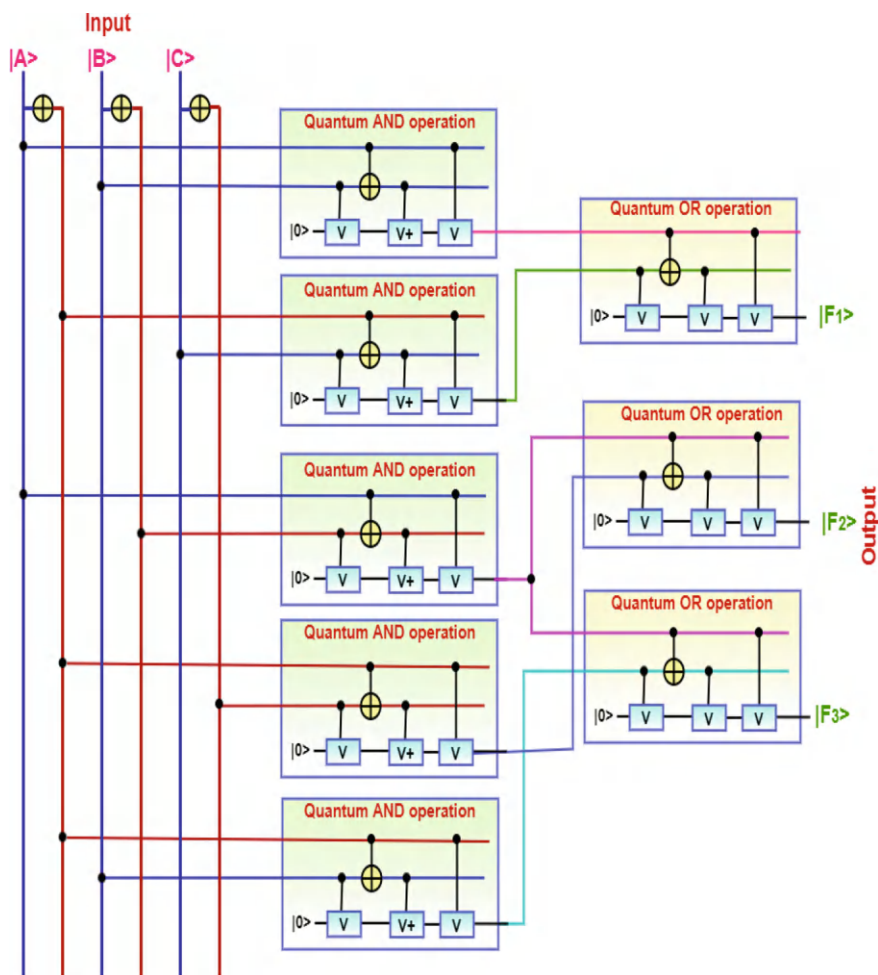 Input
|A> |B> |C>
Quantum AND operation
|0> V V+ V
Quantum OR operation
|0> V V V |F1>
Quantum AND operation
|0> V V+ V
Quantum OR operation
|0> V V V |F2>
Quantum AND operation
|0> V V+ V
Output
Quantum OR operation
|0> V V V |F3>
Quantum AND operation
|0> V V+ V
Quantum AND operation
|0> V V+ V